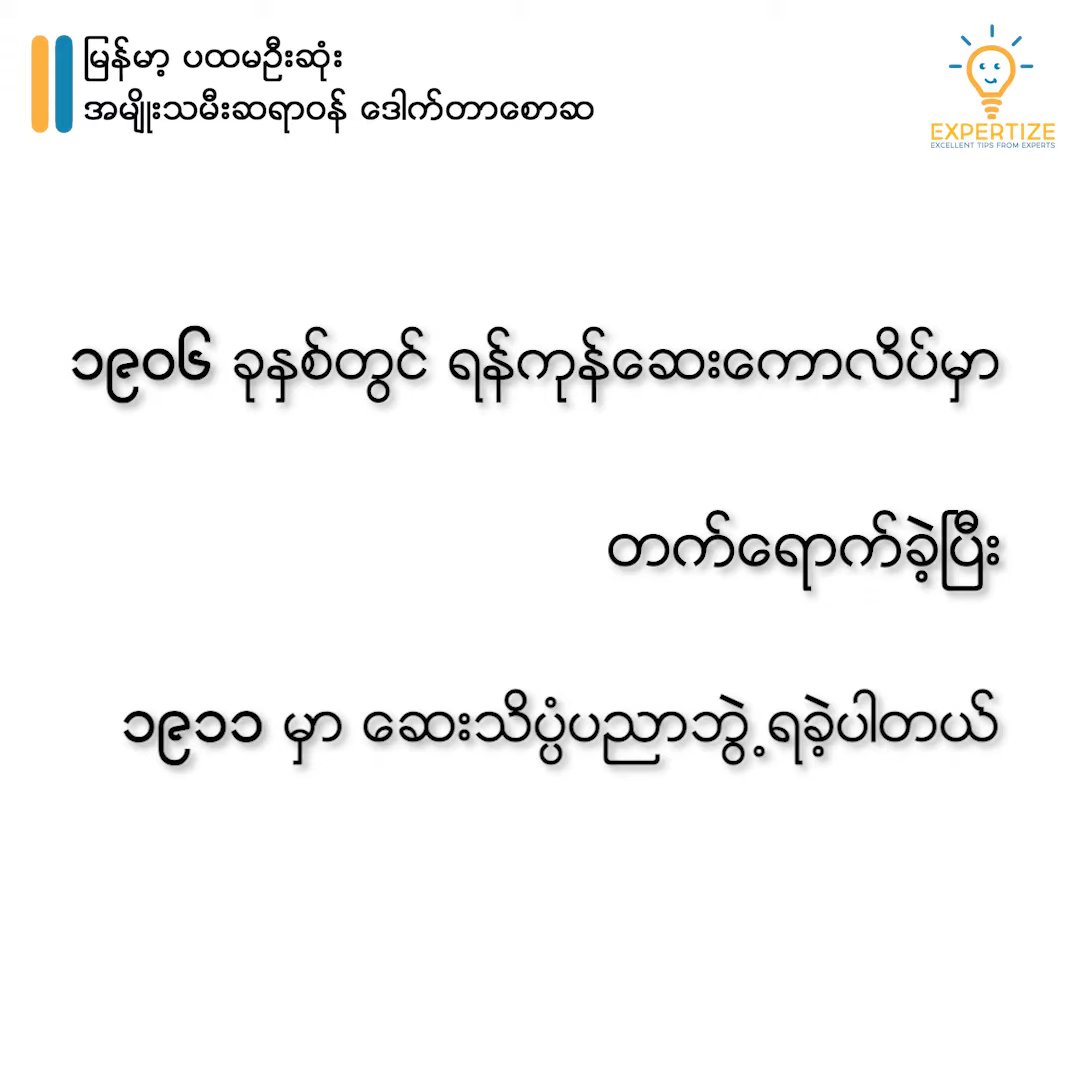 မြန်မာ့ ပထမဦးဆုံး
အမျိုးသမီးဆရာဝန် ဒေါက်တာစောဆ
EXPERTIZE
EXCELLENT TIPS FROM EXPERTS
၁၉၀၆ ခုနှစ်တွင် ရန်ကုန်ဆေးကောလိပ်မှာ
တက်ရောက်ခဲ့ပြီး
၁၉၁၁ မှာ ဆေးသိပ္ပံပညာဘွဲ့ရခဲ့ပါတယ်